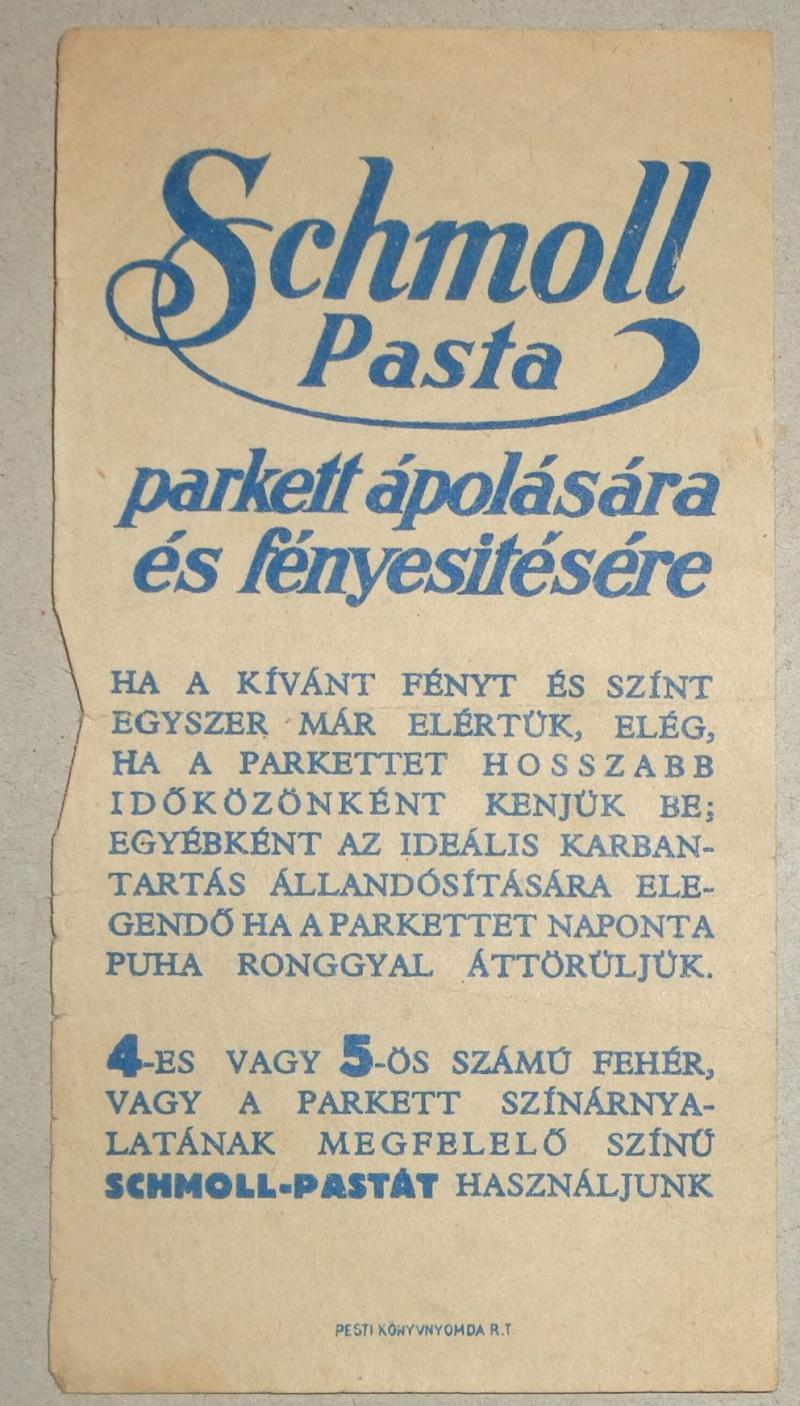 Schmoll
Pasta
parkett ápolására
és fényesitésére
HA A KÍVÁNT FÉNYT ÉS SZÍNT
EGYSZER MÁR ELÉRTÜK, ELÉG,
HA A PARKETTET HOSSZABB
IDŐKÖZÖNKÉNT KENJÜK BE;
EGYÉBKÉNT AZ IDEÁLIS KARBAN-
TARTÁS ÁLLANDÓSÍTÁSÁRA ELE-
GENDŐ HA A PARKETTET NAPONTA
PUHA RONGGYAL ÁTTÖRÜLJÜK.
4-ES VAGY 5-ÖS SZÁMÚ FEHÉR,
VAGY A PARKETT SZÍNÁRNYA-
LATÁNAK MEGFELELŐ SZÍNŰ
SCHMOLL-PASTÁT HASZNÁLJUNK
PESTI KÖNYVNYOMDA R.T.